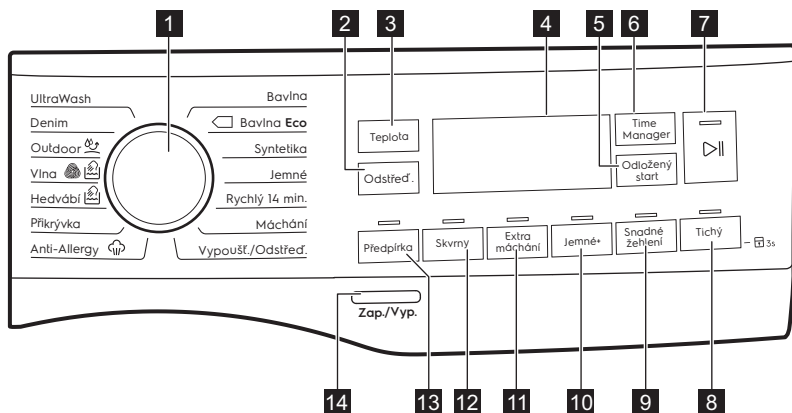 1
2
3
4
5
6
7
UltraWash
Denim
Outdoor
Vlna
Hedvábí
Přikrývka
Anti-Allergy
Bavlna
Bavlna Eco
Syntetika
Jemné
Rychlý 14 min.
Máchání
Vypoušť./Odstřeď.
Teplota
Odstřeď.
Time
Manager
Odložený
start
Předpírka
Skvrny
Extra
máchání
Jemné+
Snadné
žehlení
Tichý
3s
Zap./Vyp.
14
13
12
11
10
9
8